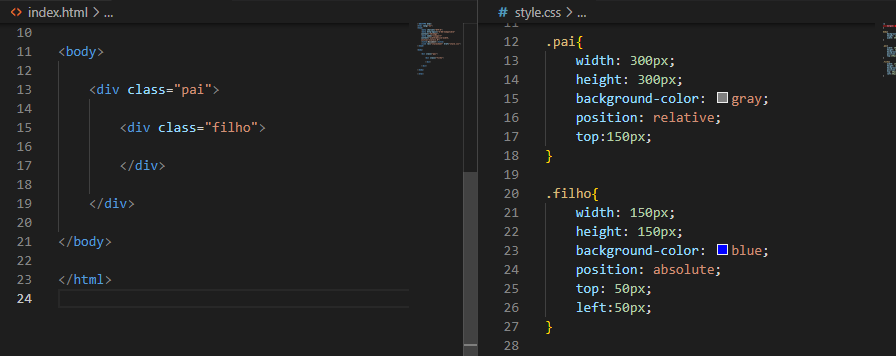 <> index.html > ...
10
11 <body>
12
13 <div class="pai">
14
15 <div class="filho">
16
17 </div>
18
19 </div>
20
21 </body>
22
23 </html>
24
# style.css > ...
11
12 .pai{
13 width: 300px;
14 height: 300px;
15 background-color: gray;
16 position: relative;
17 top:150px;
18 }
19
20 .filho{
21 width: 150px;
22 height: 150px;
23 background-color: blue;
24 position: absolute;
25 top: 50px;
26 left:50px;
27 }
28